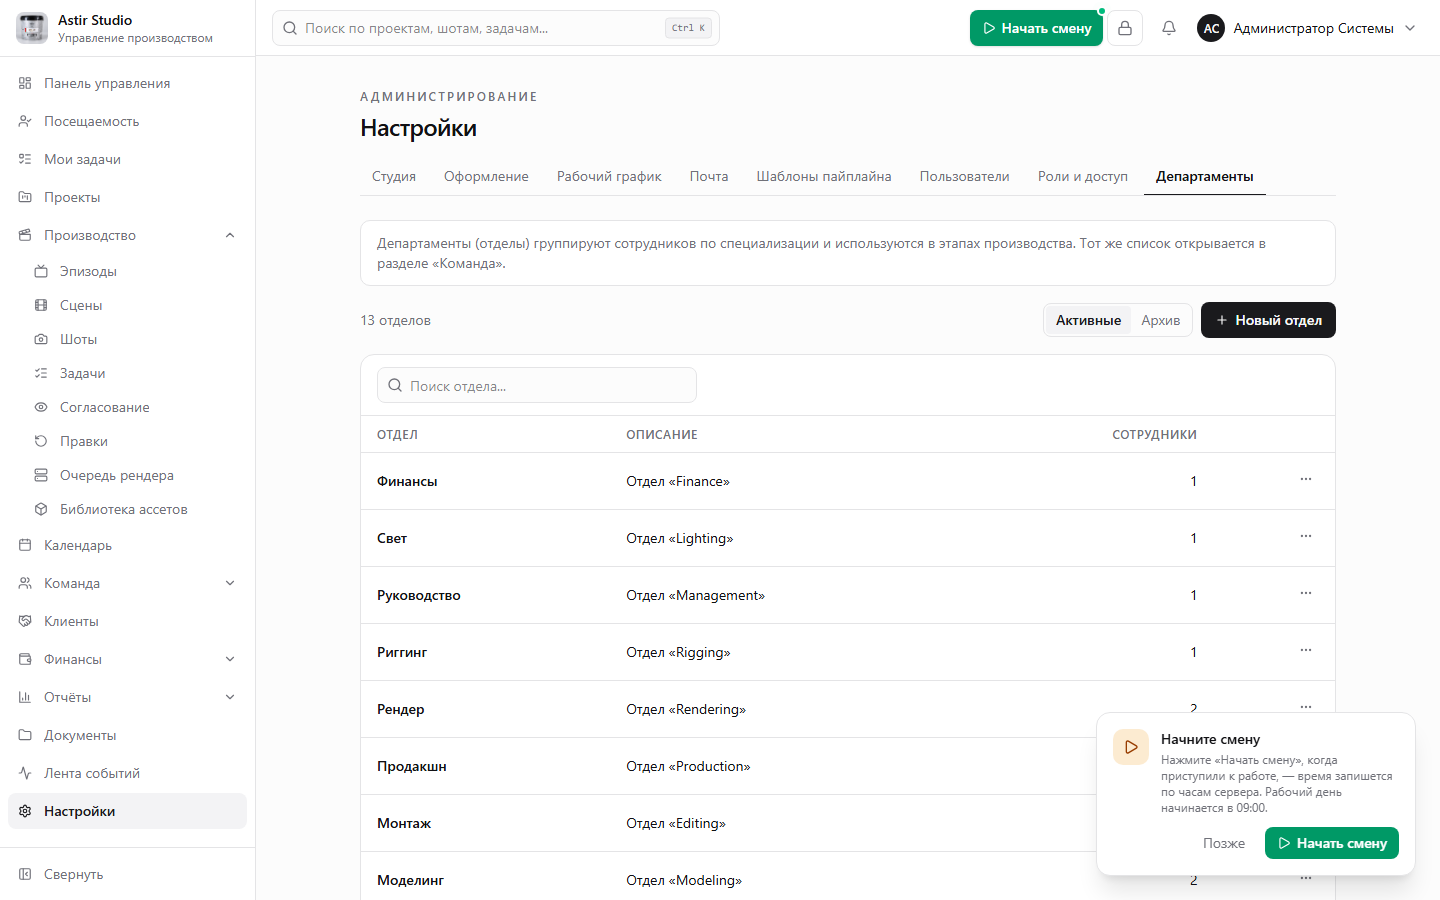 Astir Studio
Управление производством
Поиск по проектам, шотам, задачам...
Ctrl K
Начать смену
АС
Администратор Системы
Панель управления
Посещаемость
Мои задачи
Проекты
Производство
Эпизоды
Сцены
Шоты
Задачи
Согласование
Правки
Очередь рендера
Библиотека ассетов
Календарь
Команда
Клиенты
Финансы
Отчёты
Документы
Лента событий
Настройки
Свернуть
АДМИНИСТРИРОВАНИЕ
Настройки
Студия Оформление Рабочий график Почта Шаблоны пайплайна Пользователи Роли и доступ Департаменты
Департаменты (отделы) группируют сотрудников по специализации и используются в этапах производства. Тот же список открывается в
разделе «Команда».
13 отделов
Активные Архив
+ Новый отдел
Поиск отдела...
ОТДЕЛ ОПИСАНИЕ СОТРУДНИКИ
Финансы Отдел «Finance» 1
Свет Отдел «Lighting» 1
Руководство Отдел «Management» 1
Риггинг Отдел «Rigging» 1
Рендер Отдел «Rendering» 2
Продакшн Отдел «Production»
Монтаж Отдел «Editing»
Моделинг Отдел «Modeling» 2
Начните смену
Нажмите «Начать смену», когда
приступили к работе, — время запишется
по часам сервера. Рабочий день
начинается в 09:00.
Позже
Начать смену